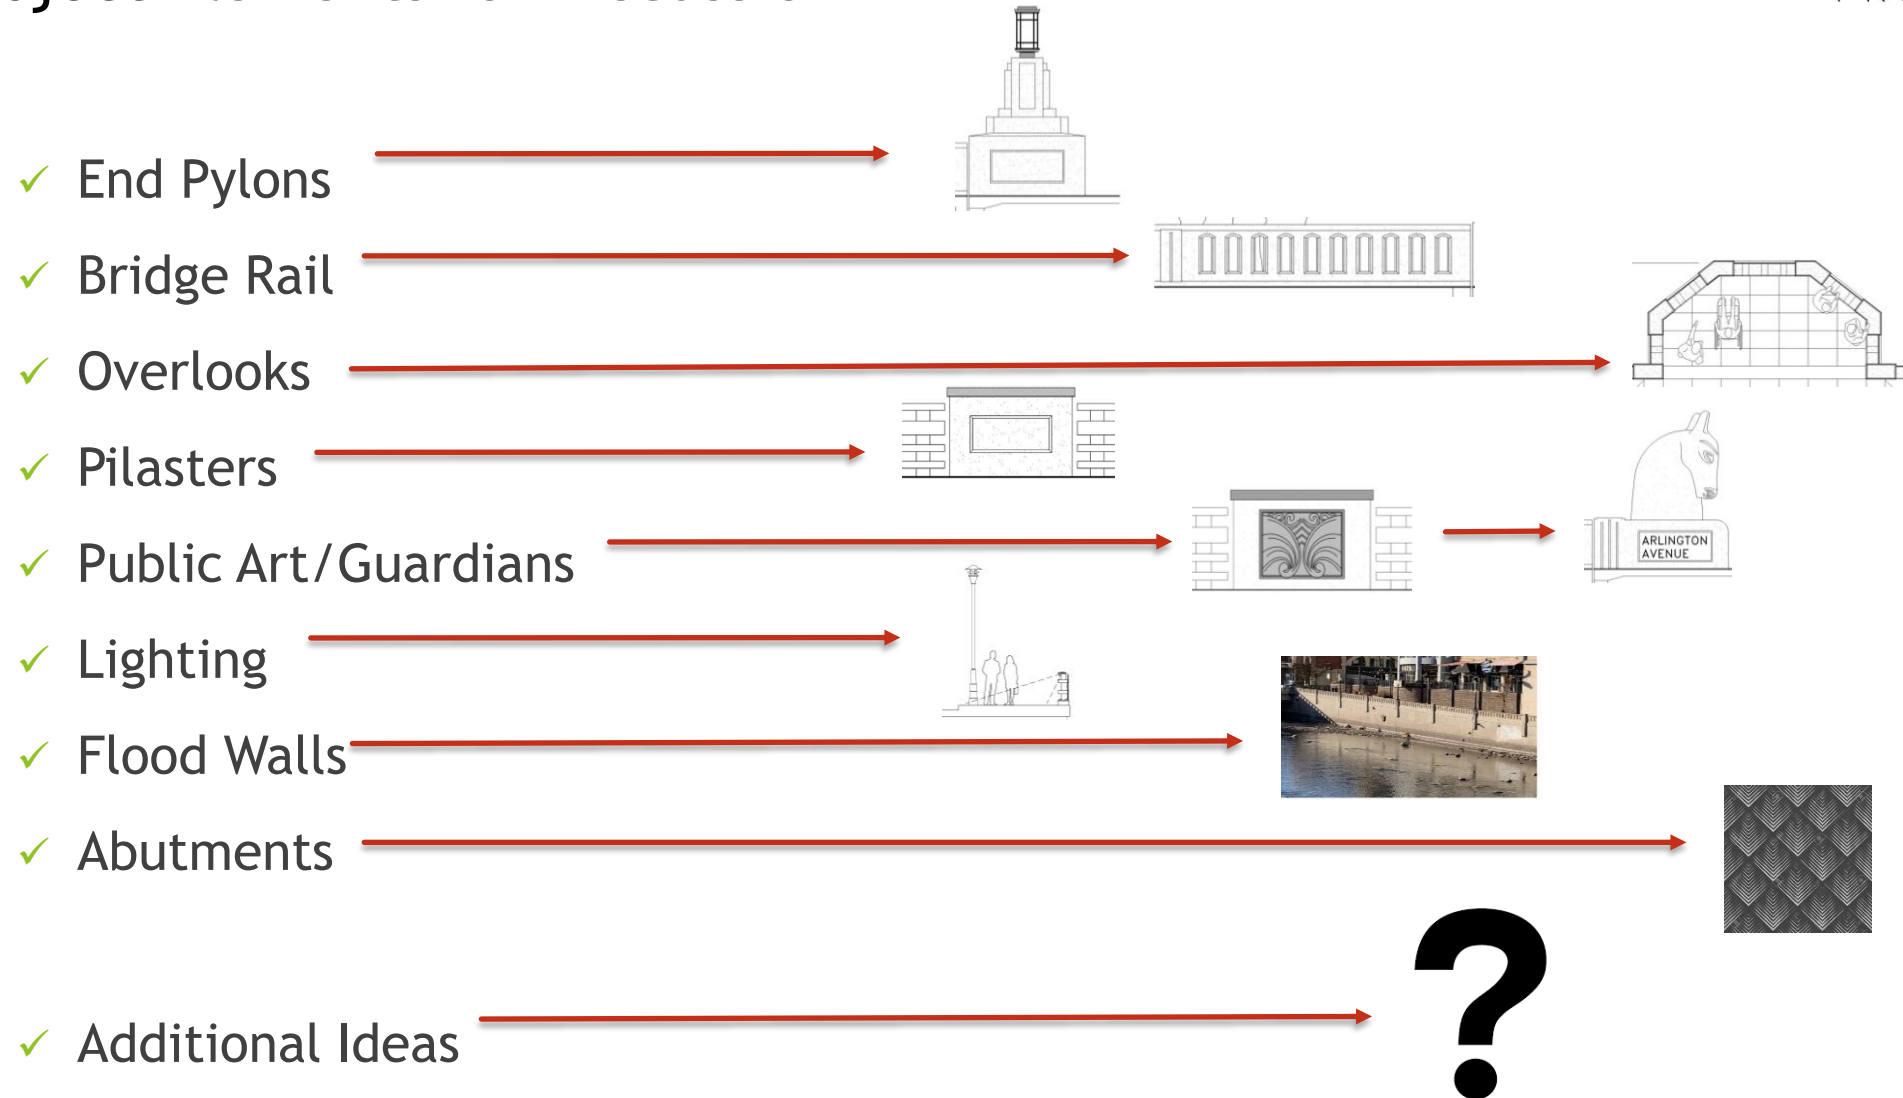 End Pylons
Bridge Rail
Overlooks
Pilasters
Public Art/Guardians
ARLINGTON
AVENUE
Lighting
Flood Walls
Abutments
Additional Ideas
?